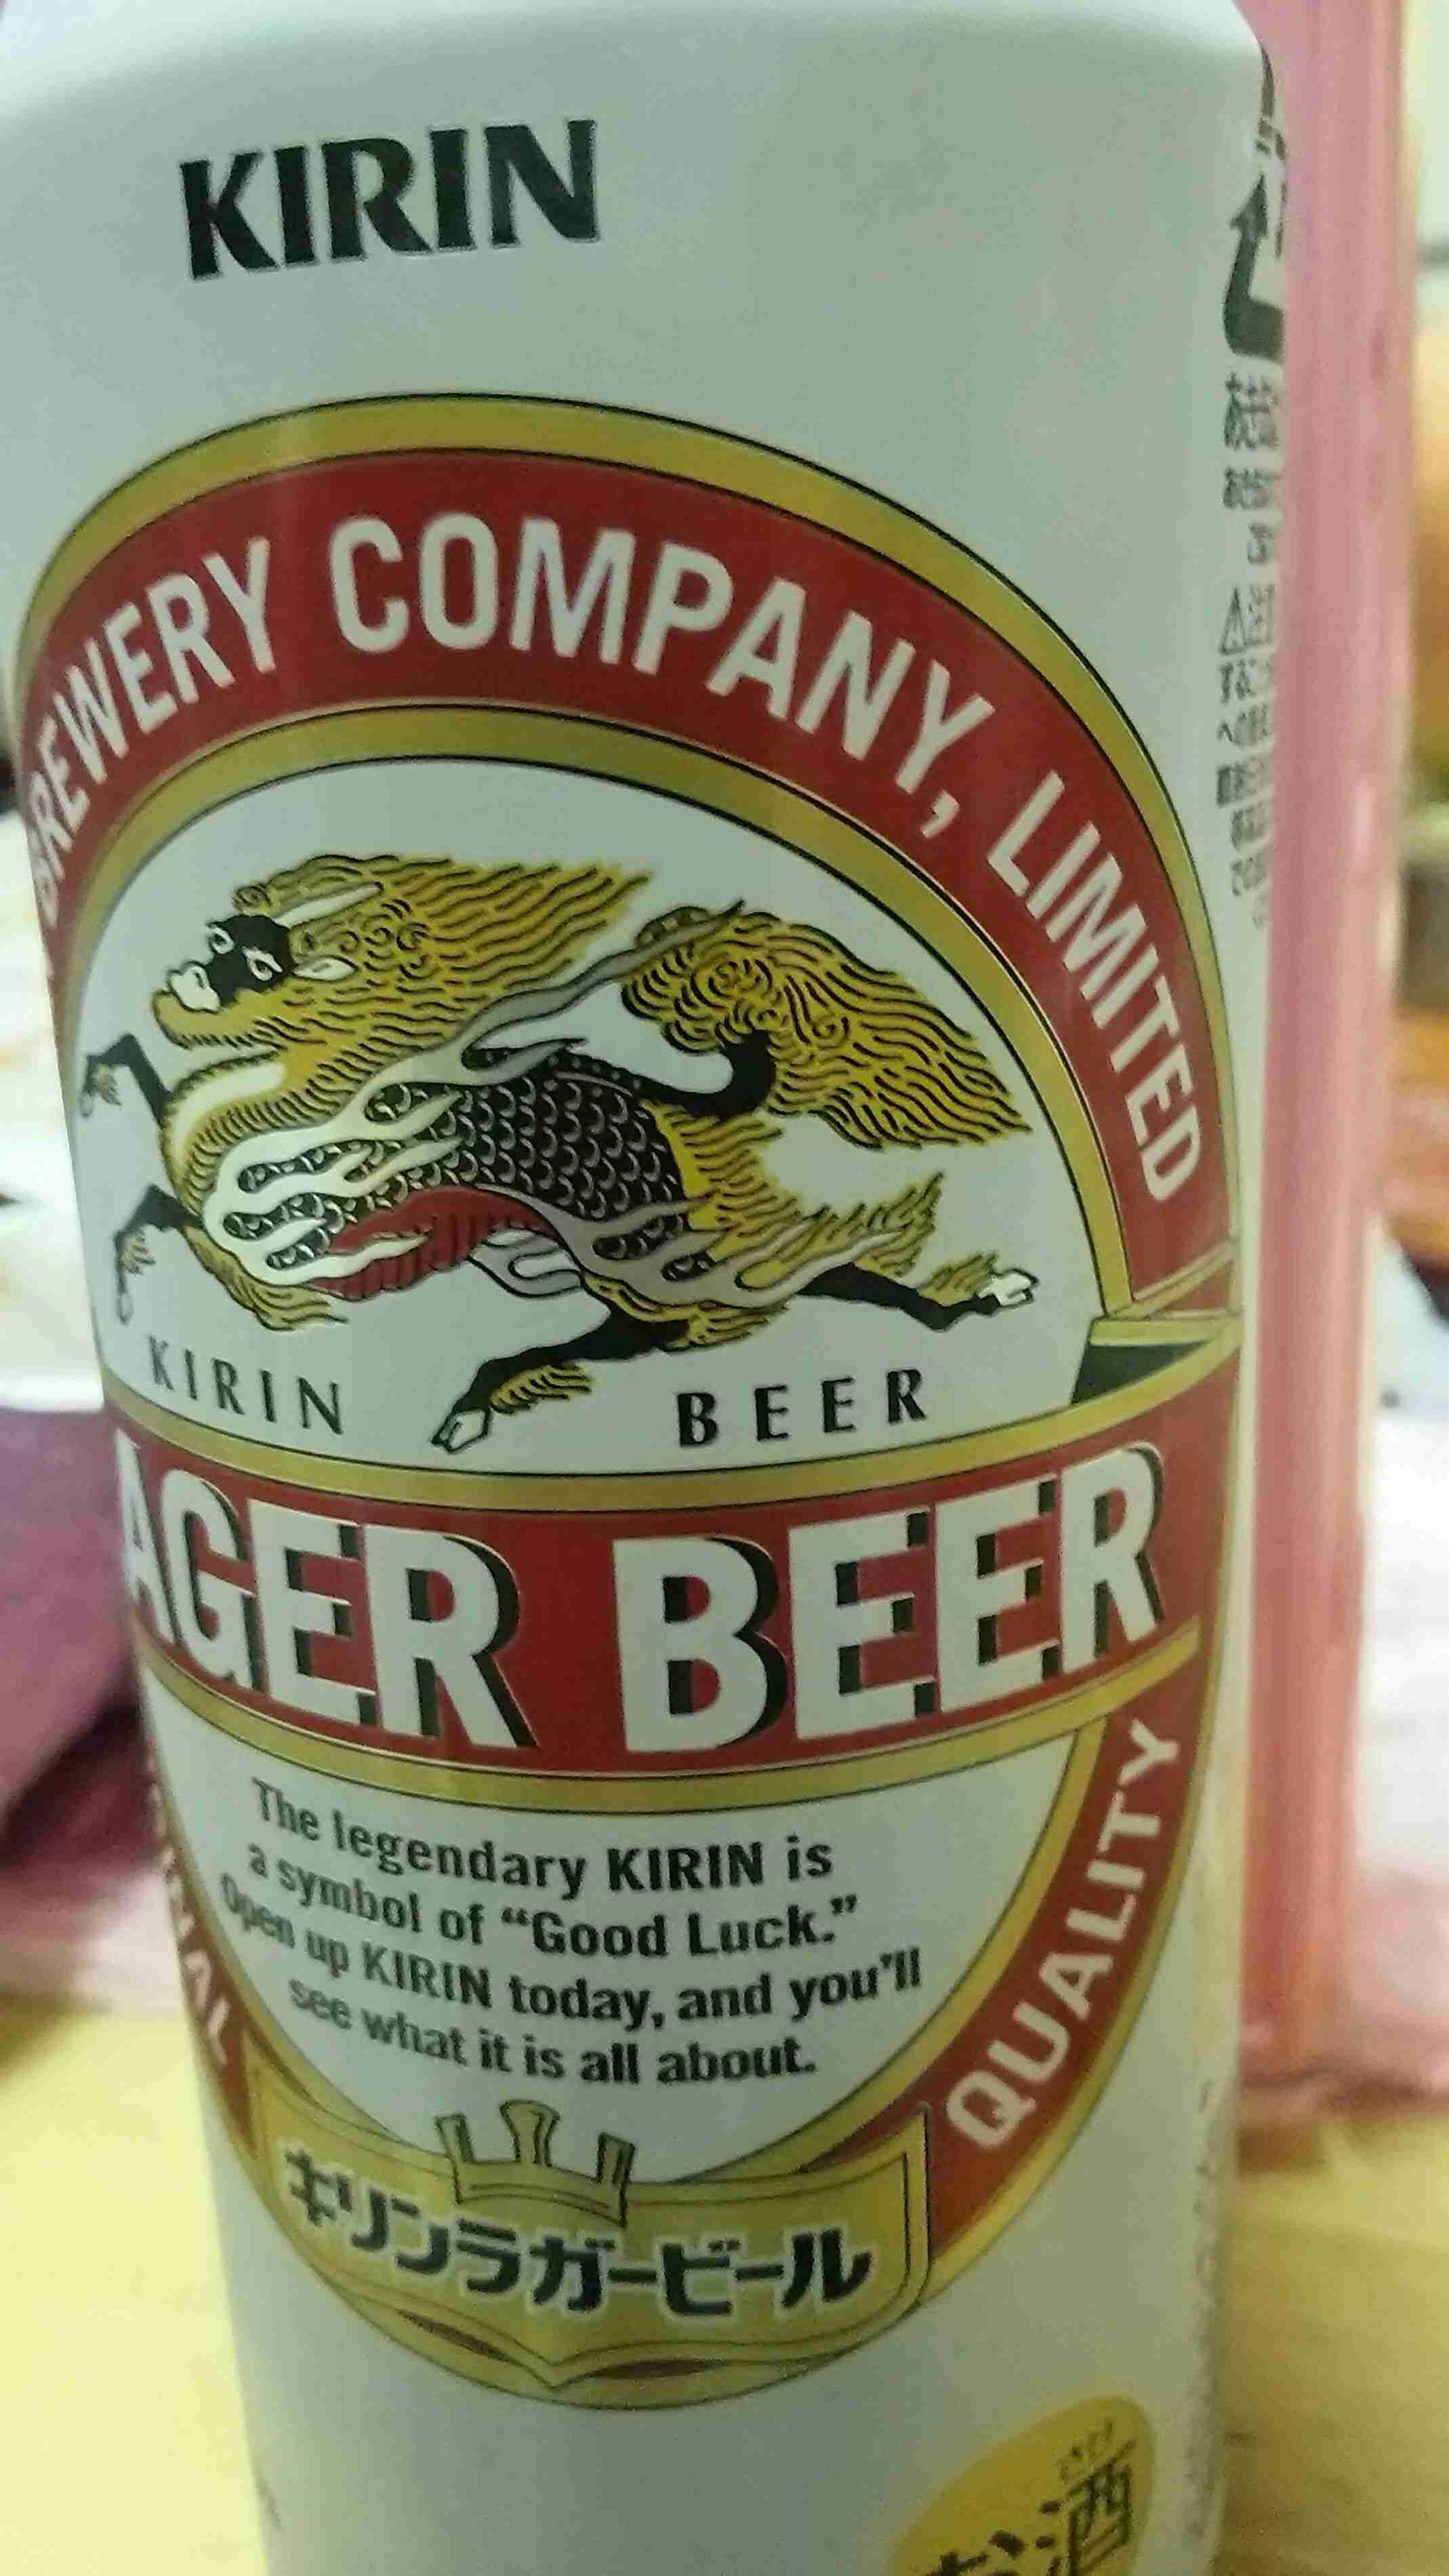 KIRIN
BREWERY COMPANY, LIMITED
KIRIN BEER
AGER BEER
The legendary KIRIN is
a symbol of “Good Luck.”
Open up KIRIN today, and you’ll
see what it is all about.
QUALITY
キリンラガービール
お酒